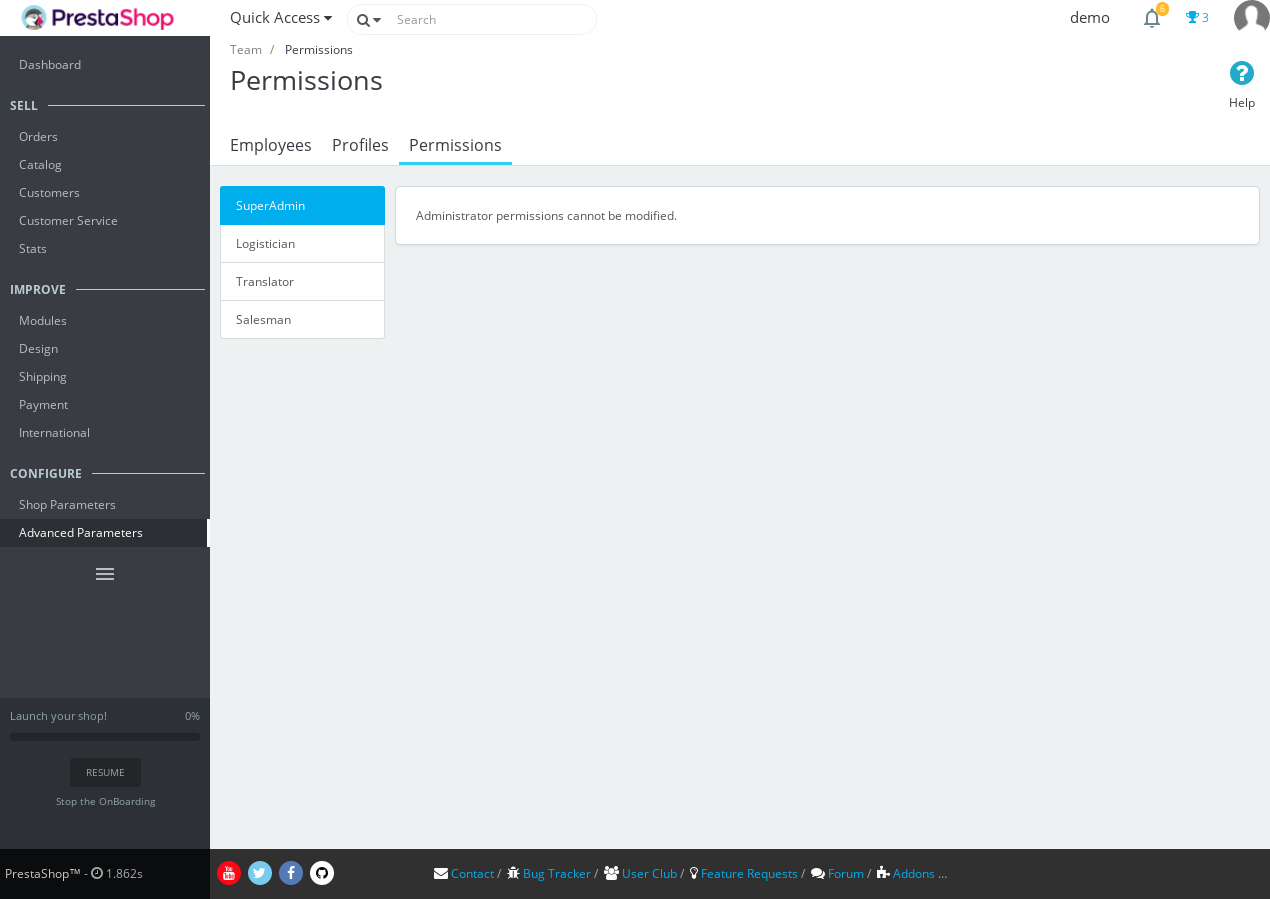 PrestaShop
Quick Access
Search
demo
6
3
Team / Permissions
Permissions
Help
Employees
Profiles
Permissions
Dashboard
SELL
Orders
Catalog
Customers
Customer Service
Stats
IMPROVE
Modules
Design
Shipping
Payment
International
CONFIGURE
Shop Parameters
Advanced Parameters
Launch your shop! 0%
RESUME
Stop the OnBoarding
PrestaShop™ - 1.862s
SuperAdmin
Logistician
Translator
Salesman
Administrator permissions cannot be modified.
You Tube
Contact / Bug Tracker / User Club / Feature Requests / Forum / Addons ...